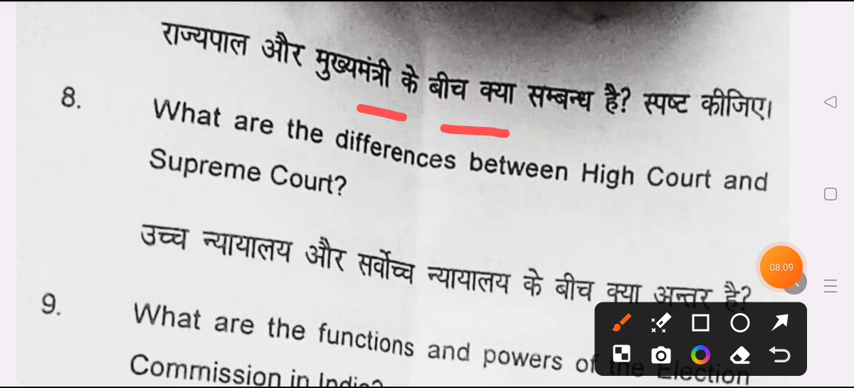 राज्यपाल और मुख्यमंत्री के बीच क्या सम्बन्ध है? स्पष्ट कीजिए।
8. What are the differences between High Court and
Supreme Court?
उच्च न्यायालय और सर्वोच्च न्यायालय के बीच क्या अन्तर है?
08:09
9. What are the functions and powers of the Election
Commission in India?